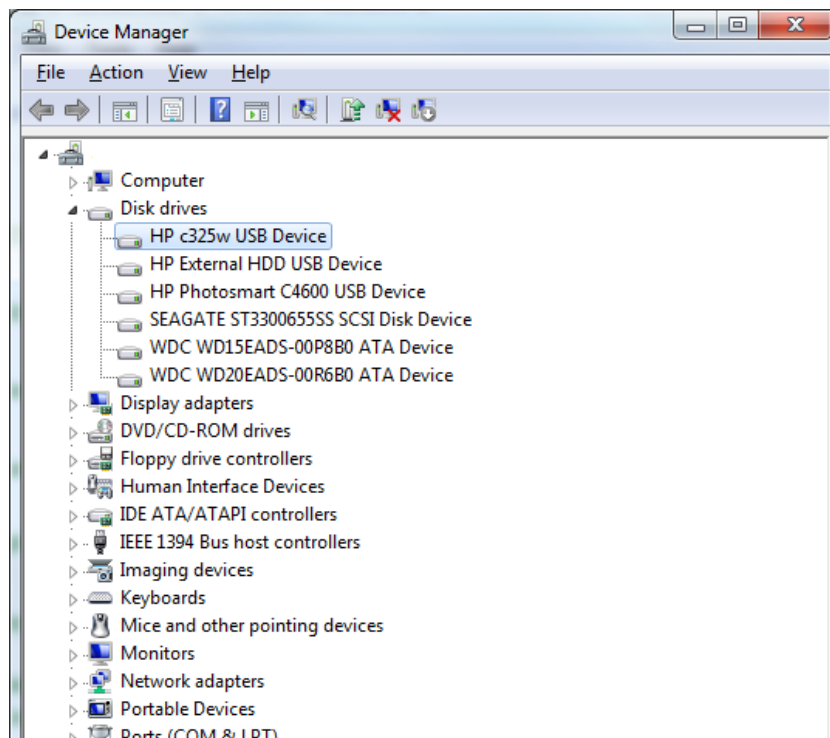 Device Manager
File Action View Help
Computer
Disk drives
HP c325w USB Device
HP External HDD USB Device
HP Photosmart C4600 USB Device
SEAGATE ST3300655SS SCSI Disk Device
WDC WD15EADS-00P8B0 ATA Device
WDC WD20EADS-00R6B0 ATA Device
Display adapters
DVD/CD-ROM drives
Floppy drive controllers
Human Interface Devices
IDE ATA/ATAPI controllers
IEEE 1394 Bus host controllers
Imaging devices
Keyboards
Mice and other pointing devices
Monitors
Network adapters
Portable Devices
Ports (COM & LPT)